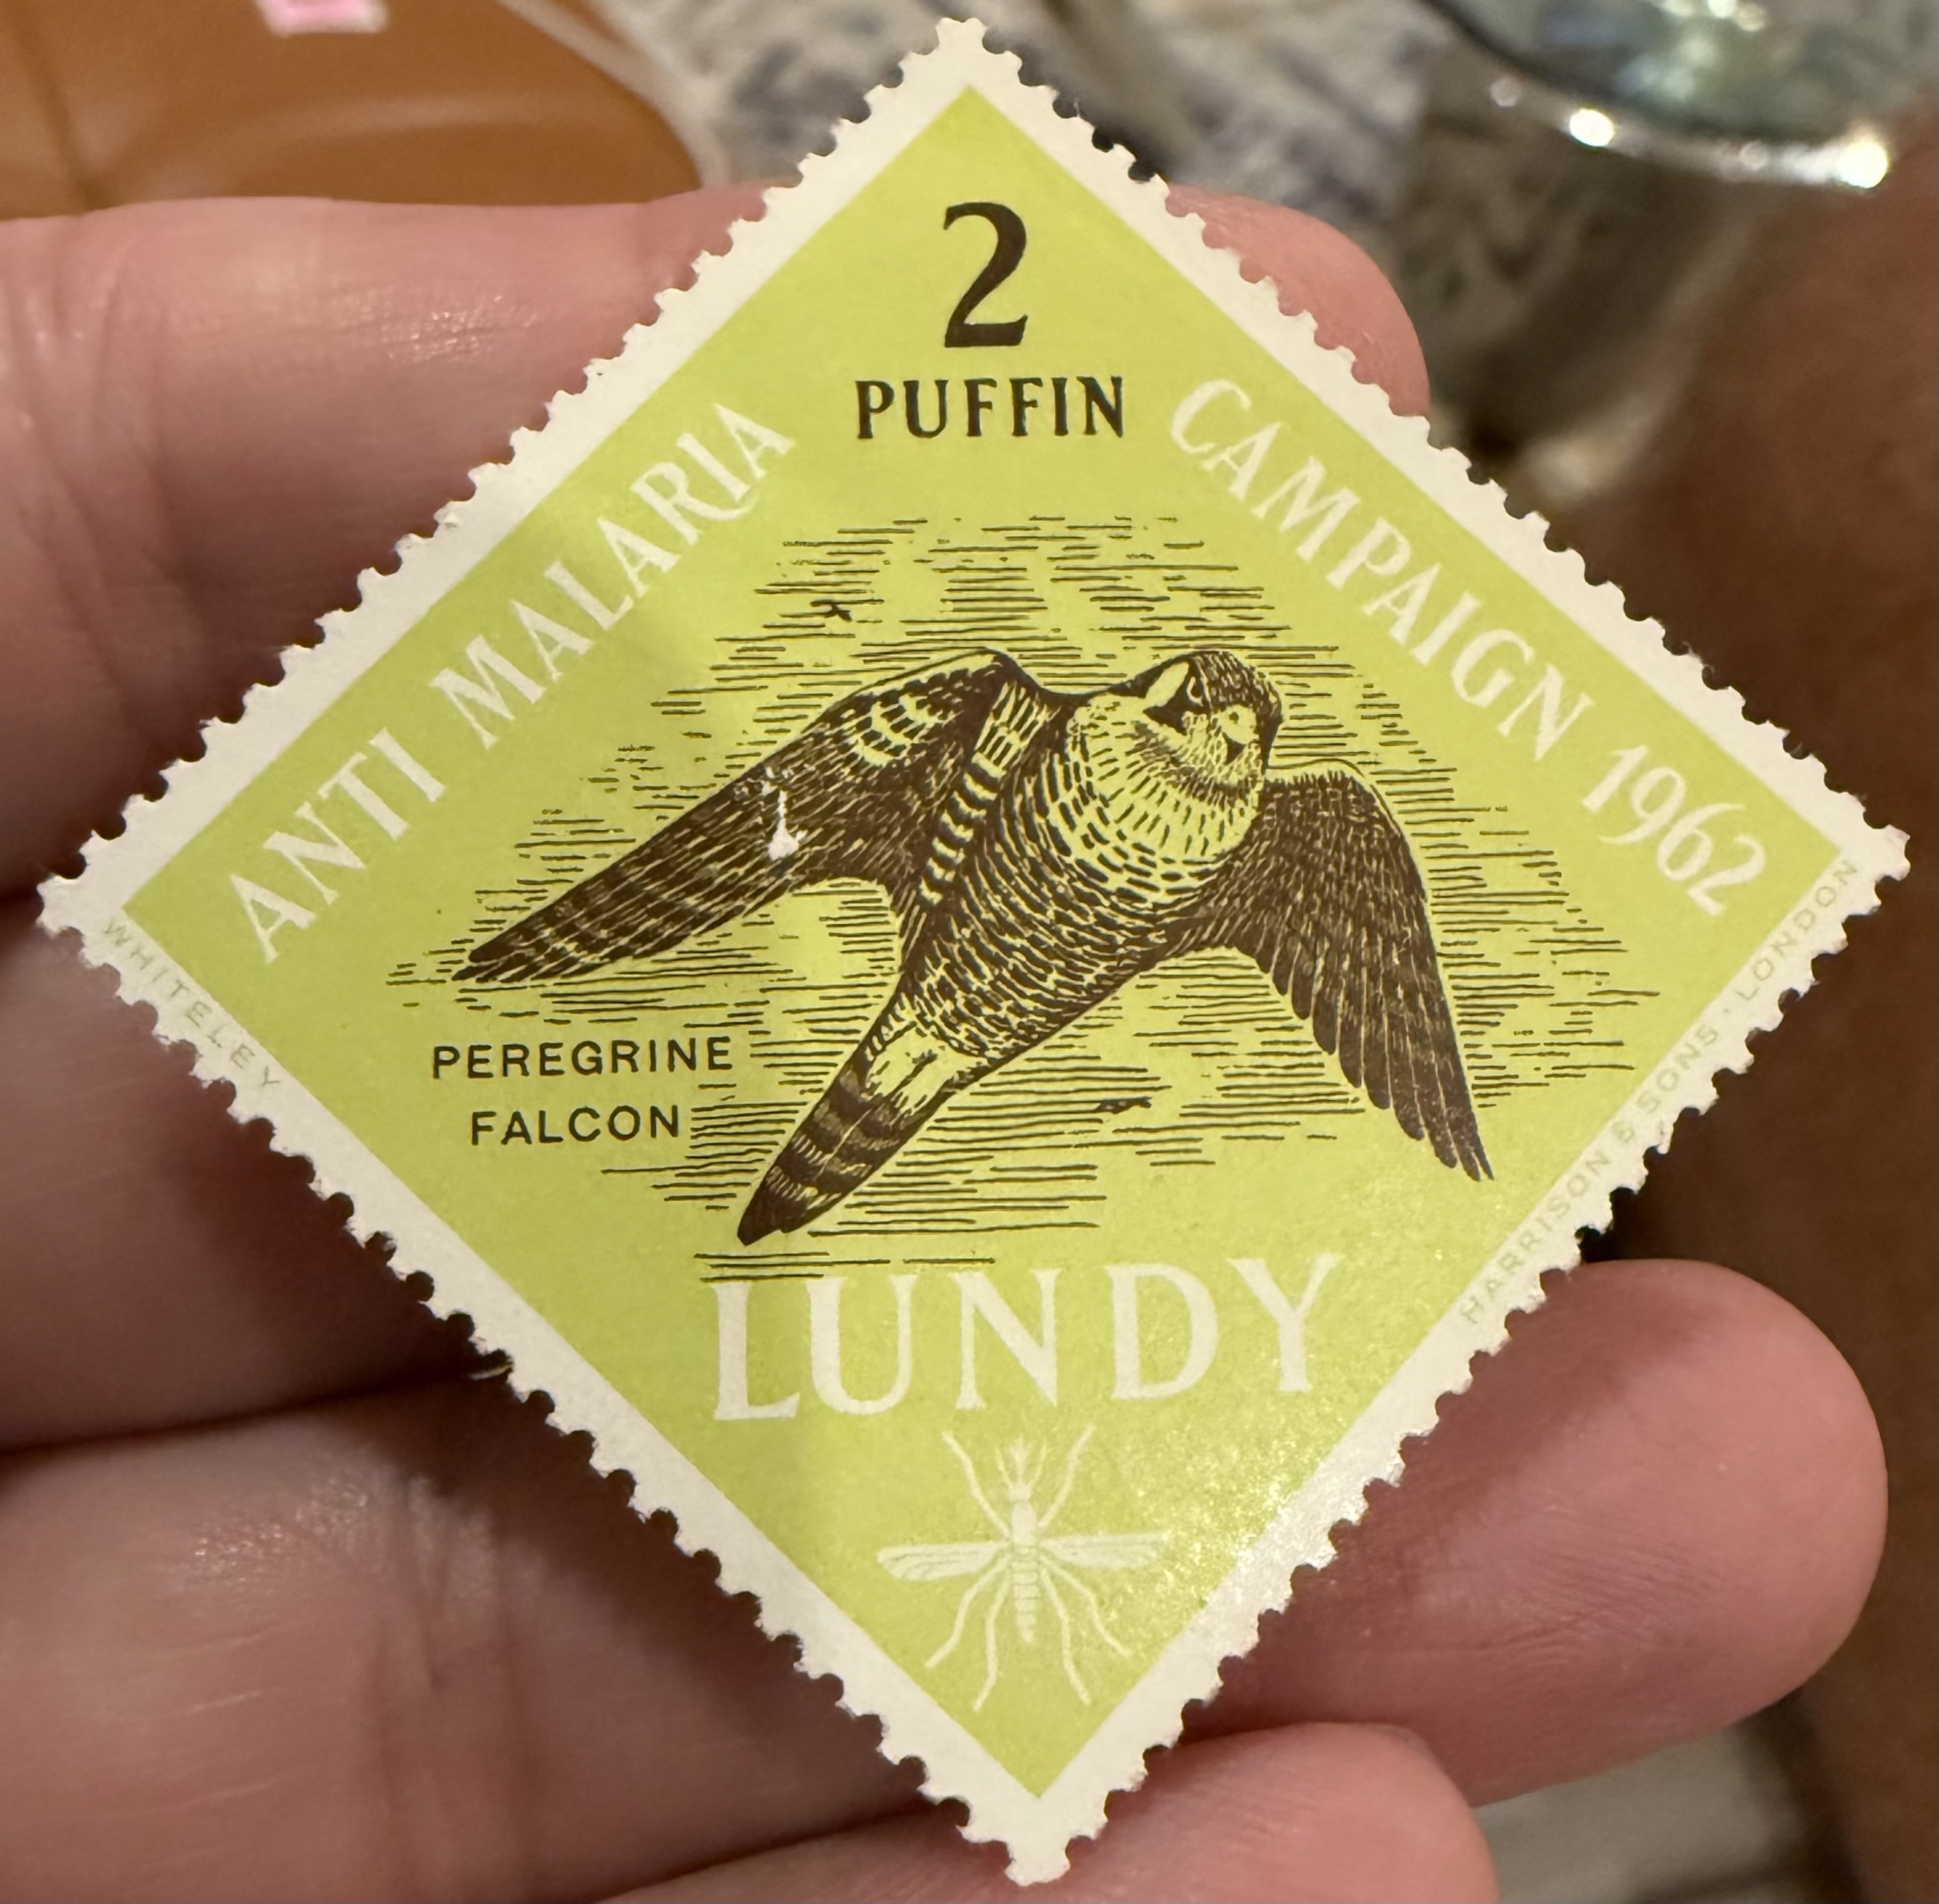 2
PUFFIN
ANTI MALARIA
CAMPAIGN 1962
PEREGRINE
FALCON
LUNDY
WHITELEY
HARRISON & SONS · LONDON